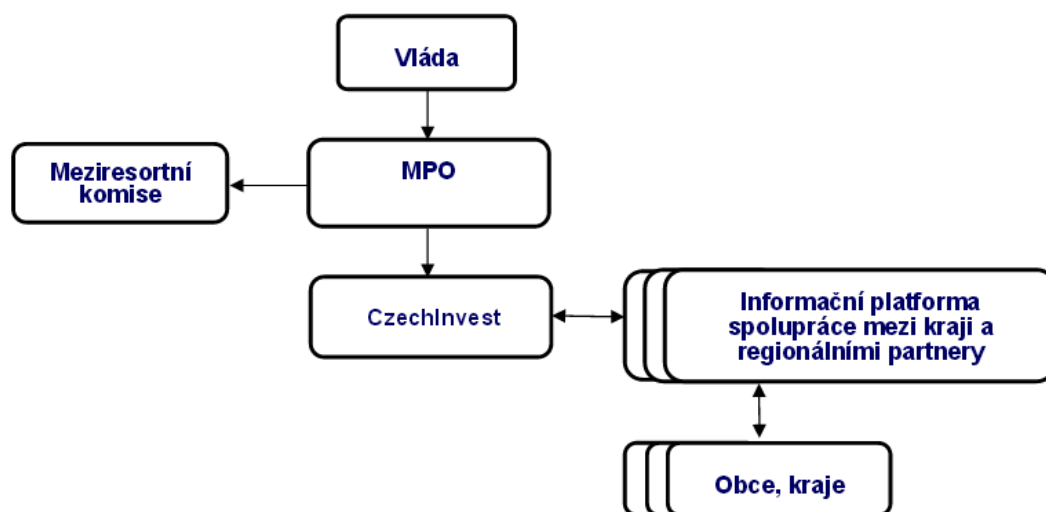 Vláda
MPO
Meziresortní
komise
CzechInvest
Informační platforma
spolupráce mezi kraji a
regionálními partnery
Obce, kraje